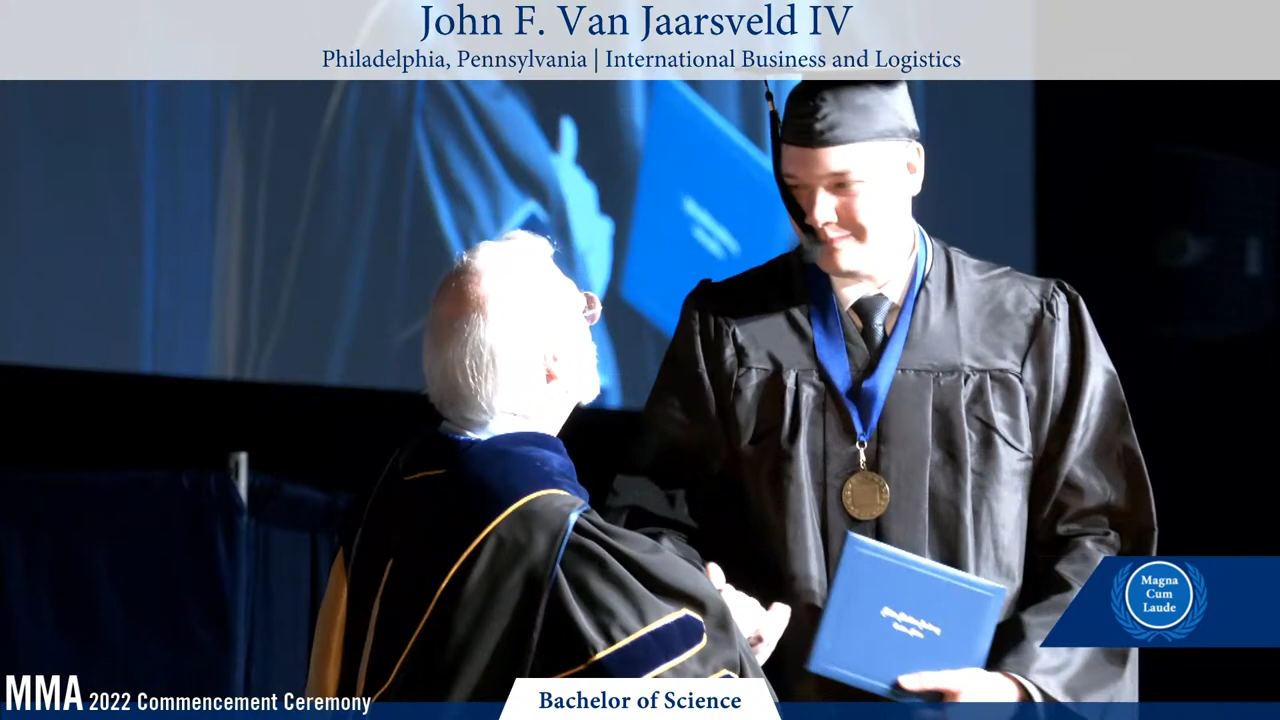 John F. Van Jaarsveld IV
Philadelphia, Pennsylvania | International Business and Logistics
Magna
Cum
Laude
MMA 2022 Commencement Ceremony
Bachelor of Science